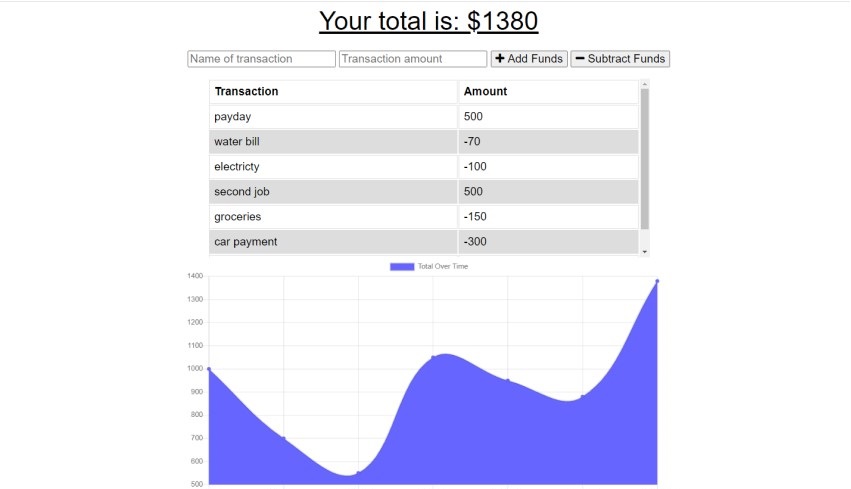 Your total is: $1380
Name of transaction Transaction amount Add Funds Subtract Funds
Transaction Amount
payday 500
water bill -70
electricty -100
second job 500
groceries -150
car payment -300
Total Over Time
1400
1300
1200
1100
1000
900
800
700
600
500